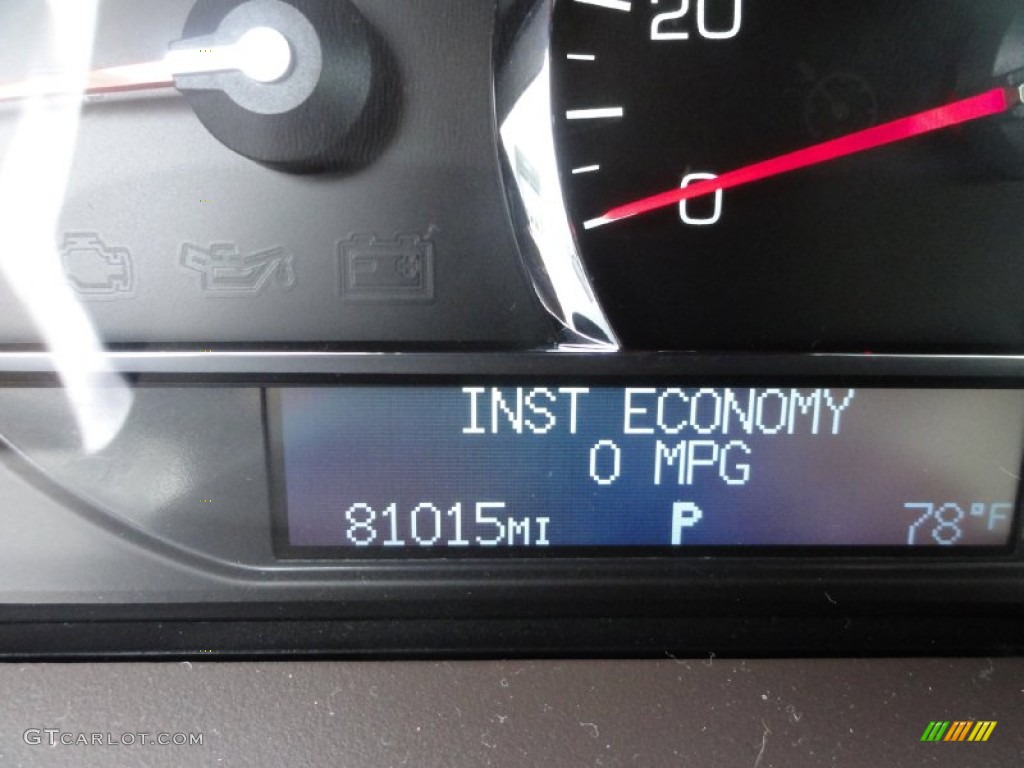 20
0
INST ECONOMY
0 MPG
81015MI P 78°F
GTCARLOT.COM